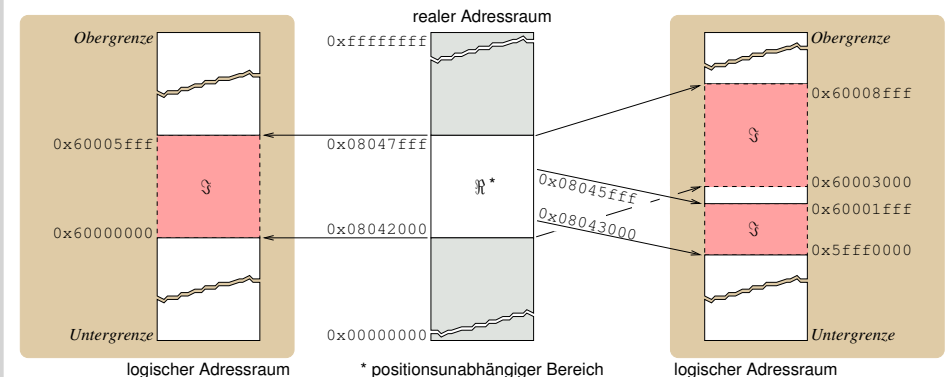 realer Adressraum
Obergrenze
0xffffffff
Obergrenze
0x60008fff
0x60005fff
0x08047fff
ℑ
ℑ
ℜ *
0x08045fff
0x60003000
0x60001fff
0x08043000
ℑ
0x60000000
0x08042000
0x5fff0000
Untergrenze
0x00000000
Untergrenze
logischer Adressraum
* positionsunabhängiger Bereich
logischer Adressraum